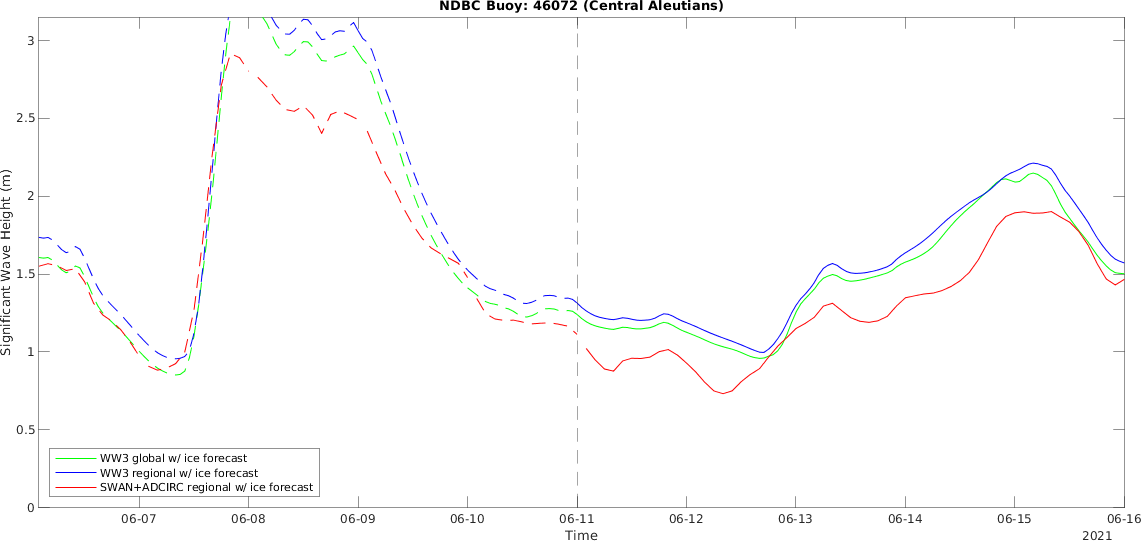 NDBC Buoy: 46072 (Central Aleutians)
3
2.5
2
1.5
1
0.5
0
Significant Wave Height (m)
WW3 global w/ ice forecast
WW3 regional w/ ice forecast
SWAN+ADCIRC regional w/ ice forecast
06-07 06-08 06-09 06-10 06-11 06-12 06-13 06-14 06-15 06-16
Time
2021